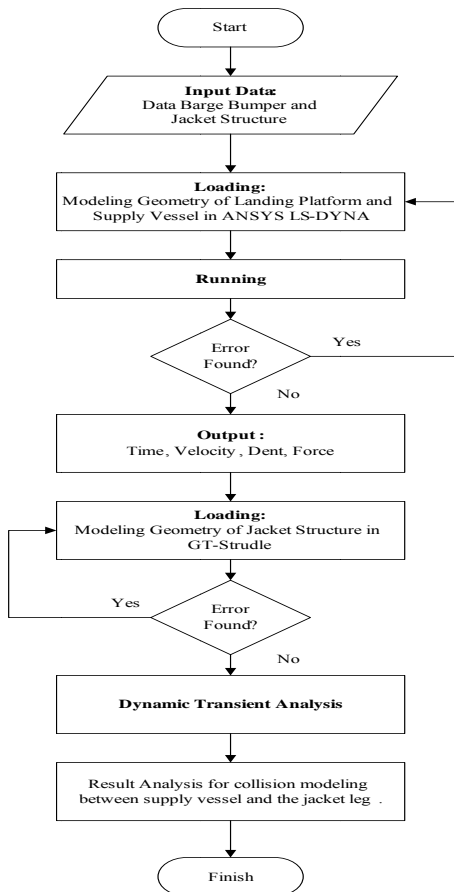 Start
Input Data:
Data Barge Bumper and
Jacket Structure
Loading:
Modeling Geometry of Landing Platform and
Supply Vessel in ANSYS LS-DYNA
Running
Error
Found?
Yes
No
Output :
Time, Velocity , Dent, Force
Loading:
Modeling Geometry of Jacket Structure in
GT-Strudle
Yes
Error
Found?
No
Dynamic Transient Analysis
Result Analysis for collision modeling
between supply vessel and the jacket leg .
Finish